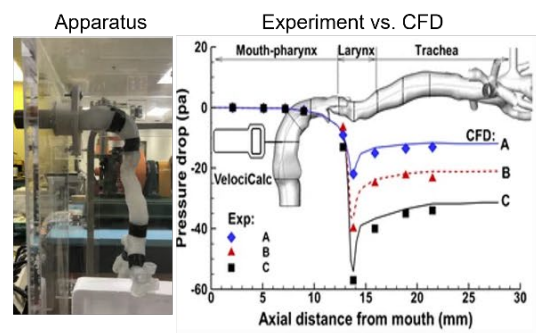 Apparatus
Experiment vs. CFD
20
Mouth-pharynx
Larynx
Trachea
0
-20
-40
-60
Pressure drop (pa)
VelociCalc
CFD:
A
B
C
Exp:
A
B
C
0
5
10
15
20
25
30
Axial distance from mouth (mm)